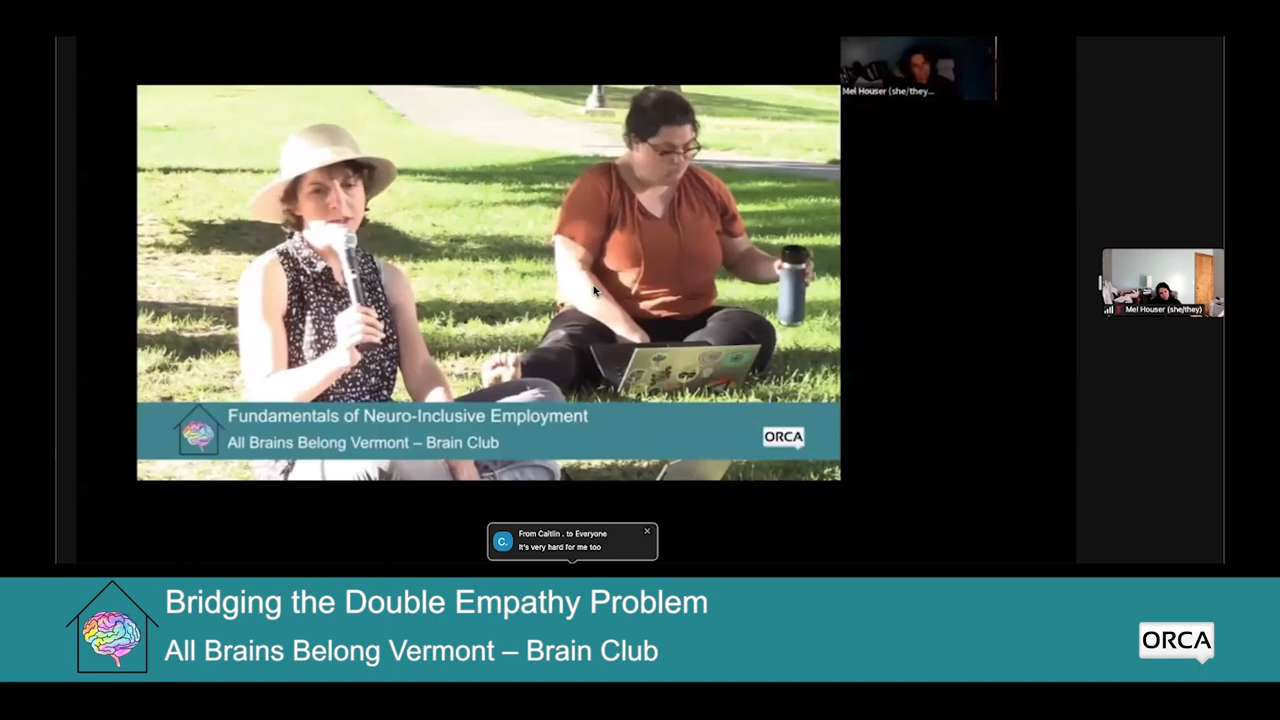 Mel Houser (she/they...
Mel Houser (she/they)
Fundamentals of Neuro-Inclusive Employment
All Brains Belong Vermont – Brain Club
ORCA
C.
From Caitlin . to Everyone
It's very hard for me too
Bridging the Double Empathy Problem
All Brains Belong Vermont – Brain Club
ORCA